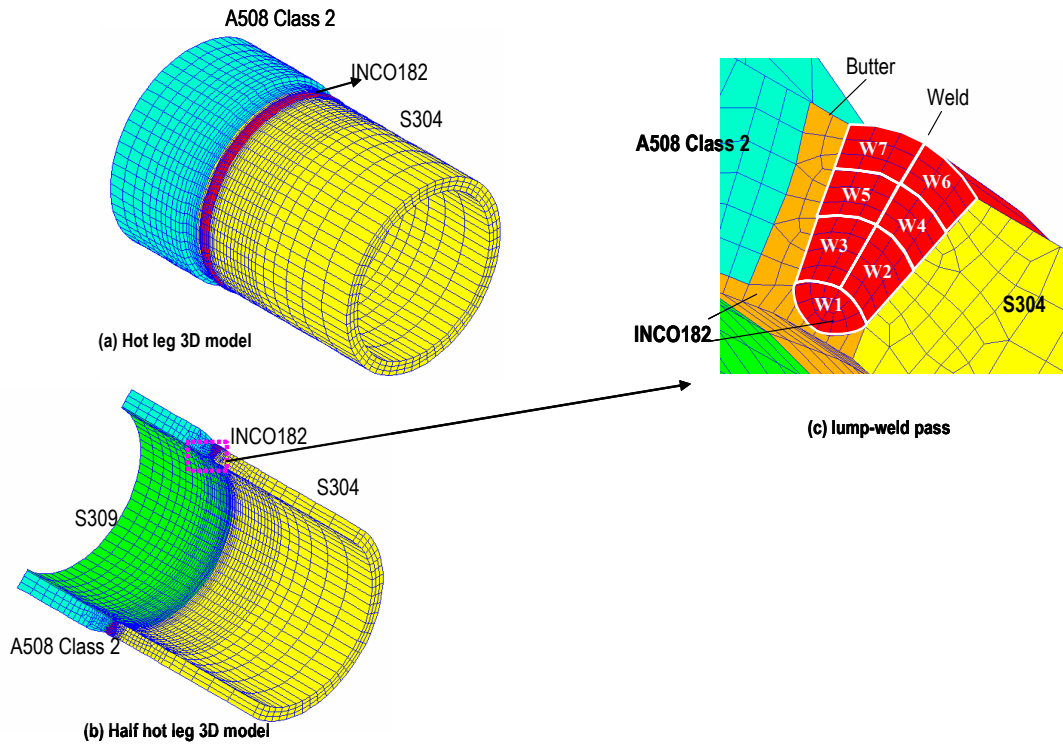 A508 Class 2
INCO182
S304
(a) Hot leg 3D model
INCO182
S304
S309
A508 Class 2
(b) Half hot leg 3D model
Butter
Weld
A508 Class 2
W7
W6
W5
W4
W3
W2
W1
S304
INCO182
(c) lump-weld pass